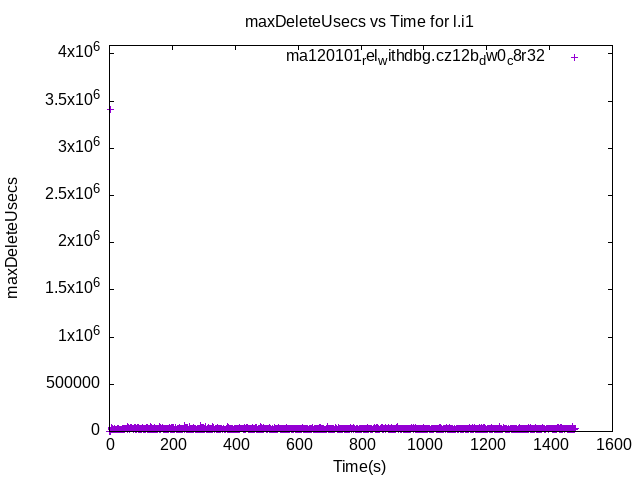 maxDeleteUsecs vs Time for l.i1
maxDeleteUsecs
4x10^6
3.5x10^6
3x10^6
2.5x10^6
2x10^6
1.5x10^6
1x10^6
500000
0
ma120101_relwithdbg.cz12b_dw0_c8r32
0 200 400 600 800 1000 1200 1400 1600
Time(s)